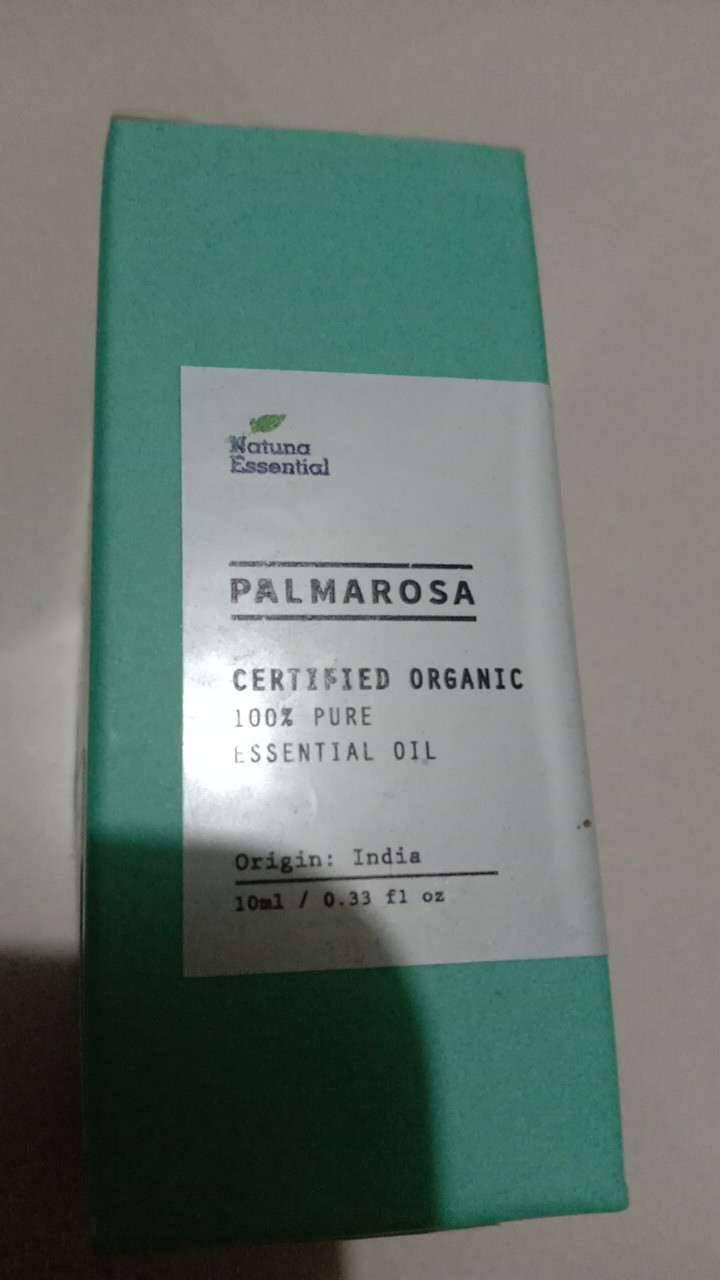 Natuna
Essential
PALMAROSA
CERTIFIED ORGANIC
100% PURE
ESSENTIAL OIL
Origin: India
10ml / 0.33 fl oz